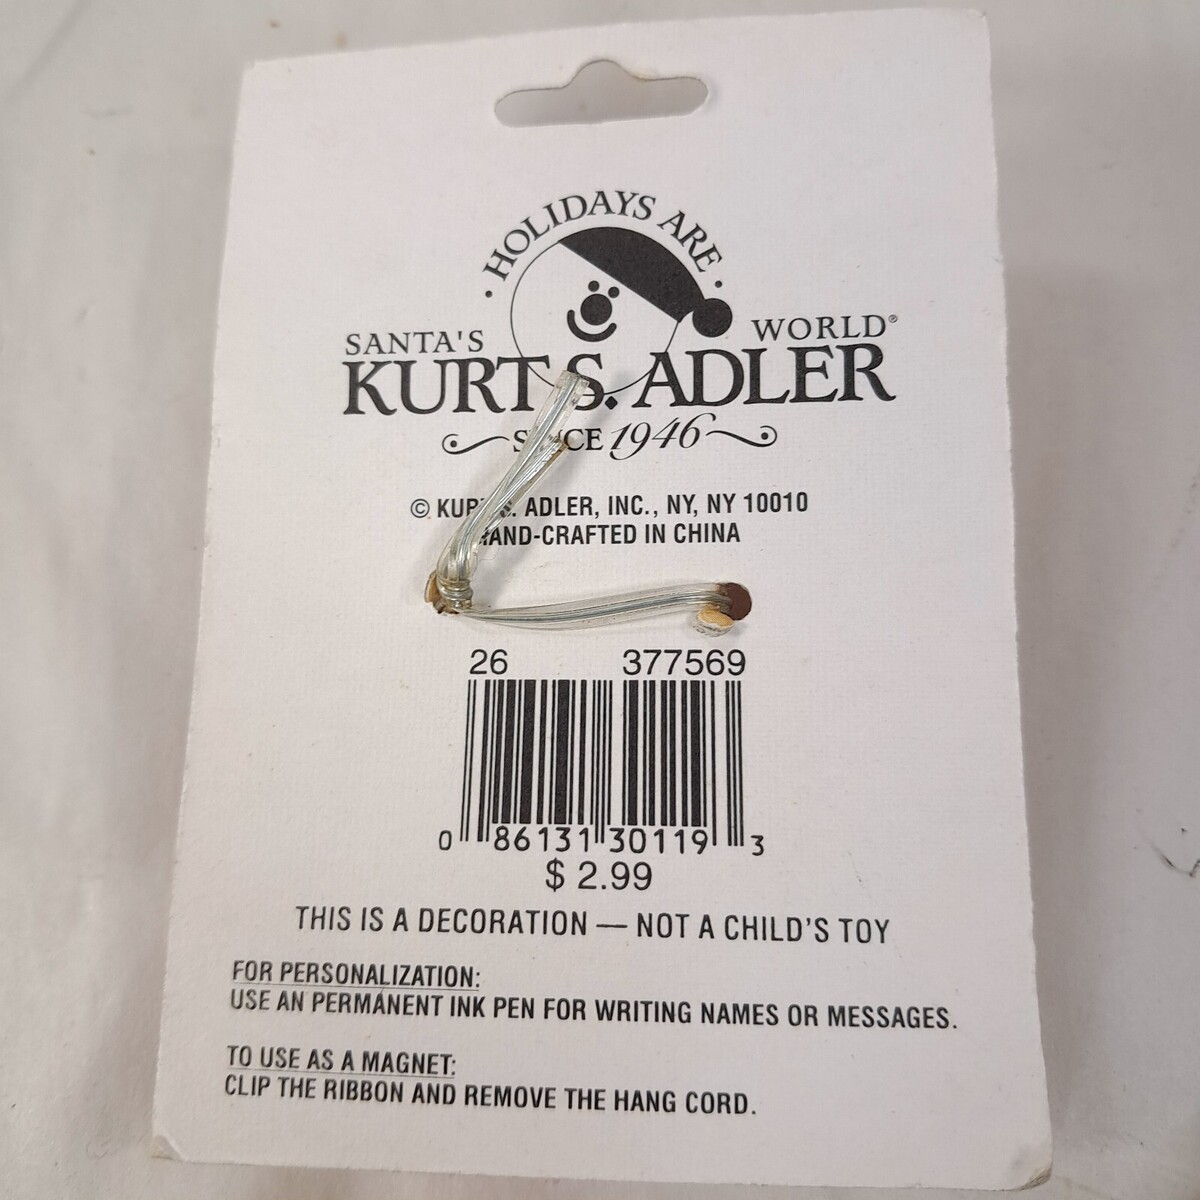 · HOLIDAYS ARE ·
SANTA'S WORLD®
KURT S. ADLER
SINCE 1946
© KURT S. ADLER, INC., NY, NY 10010
HAND-CRAFTED IN CHINA
26 377569
0 86131 30119 3
$ 2.99
THIS IS A DECORATION — NOT A CHILD'S TOY
FOR PERSONALIZATION:
USE AN PERMANENT INK PEN FOR WRITING NAMES OR MESSAGES.
TO USE AS A MAGNET:
CLIP THE RIBBON AND REMOVE THE HANG CORD.